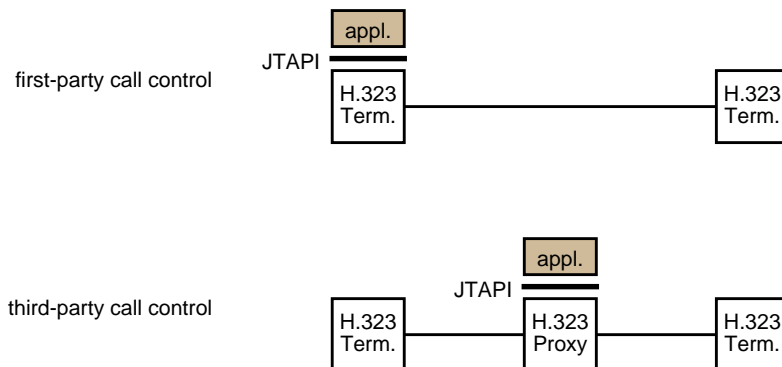 appl.
JTAPI
first-party call control
H.323
Term.
H.323
Term.
appl.
JTAPI
third-party call control
H.323
Term.
H.323
Proxy
H.323
Term.